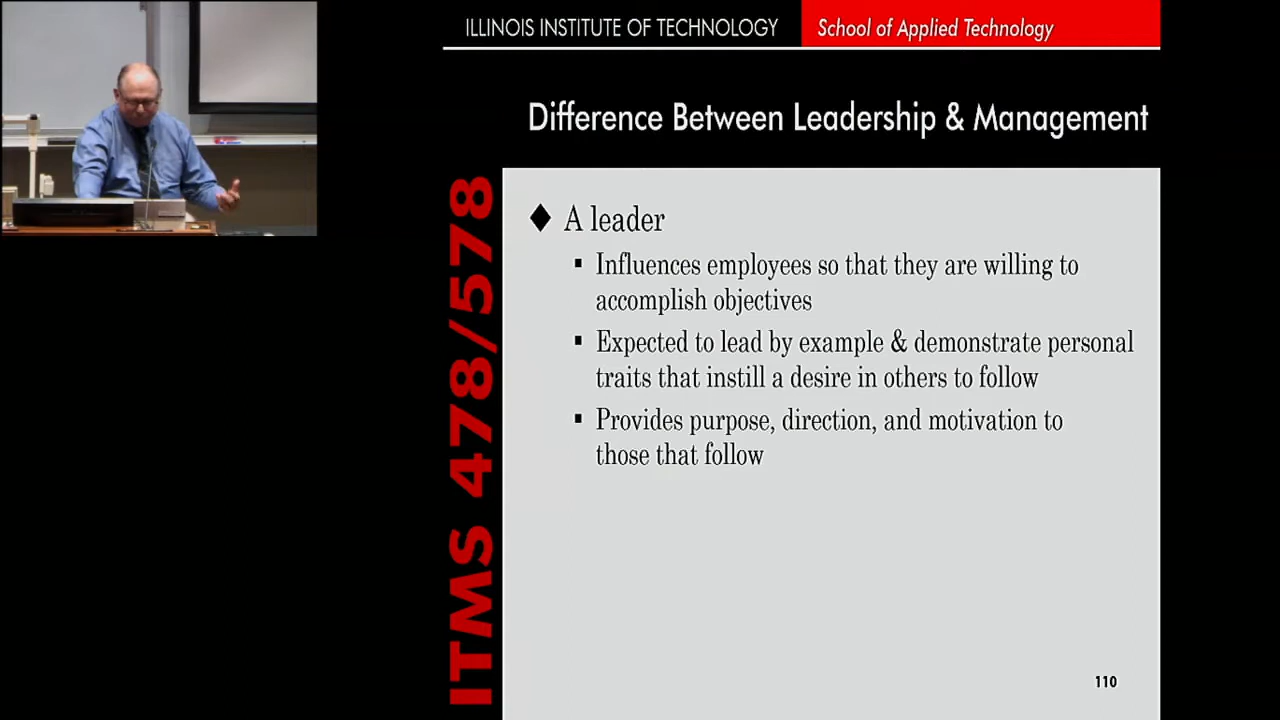 ILLINOIS INSTITUTE OF TECHNOLOGY School of Applied Technology
Difference Between Leadership & Management
ITMS 478/578
A leader
Influences employees so that they are willing to
accomplish objectives
Expected to lead by example & demonstrate personal
traits that instill a desire in others to follow
Provides purpose, direction, and motivation to
those that follow
110